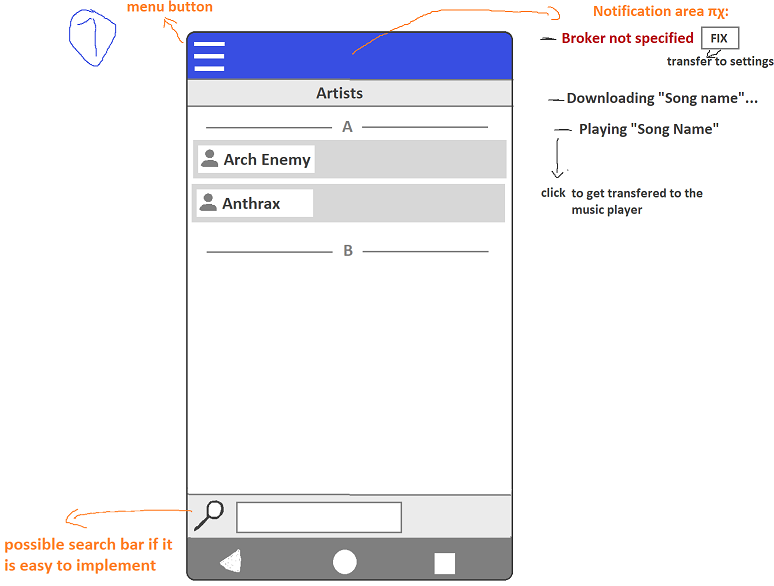 1
menu button
Notification area πχ:
Broker not specified FIX
transfer to settings
Downloading "Song name"...
Playing "Song Name"
click to get transfered to the
music player
Artists
A
Arch Enemy
Anthrax
B
possible search bar if it
is easy to implement